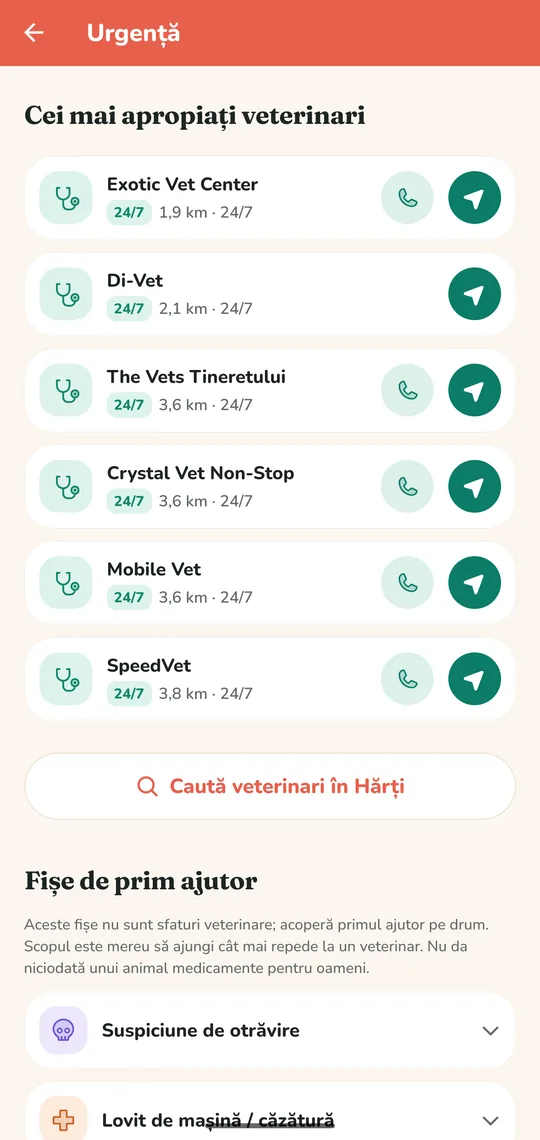 Urgență
Cei mai apropiați veterinari
Exotic Vet Center
24/7 1,9 km · 24/7
Di-Vet
24/7 2,1 km · 24/7
The Vets Tineretului
24/7 3,6 km · 24/7
Crystal Vet Non-Stop
24/7 3,6 km · 24/7
Mobile Vet
24/7 3,6 km · 24/7
SpeedVet
24/7 3,8 km · 24/7
Caută veterinari în Hărți
Fișe de prim ajutor
Aceste fișe nu sunt sfaturi veterinare; acoperă primul ajutor pe drum.
Scopul este mereu să ajungi cât mai repede la un veterinar. Nu da
niciodată unui animal medicamente pentru oameni.
Suspiciune de otrăvire
Lovit de mașină / căzătură